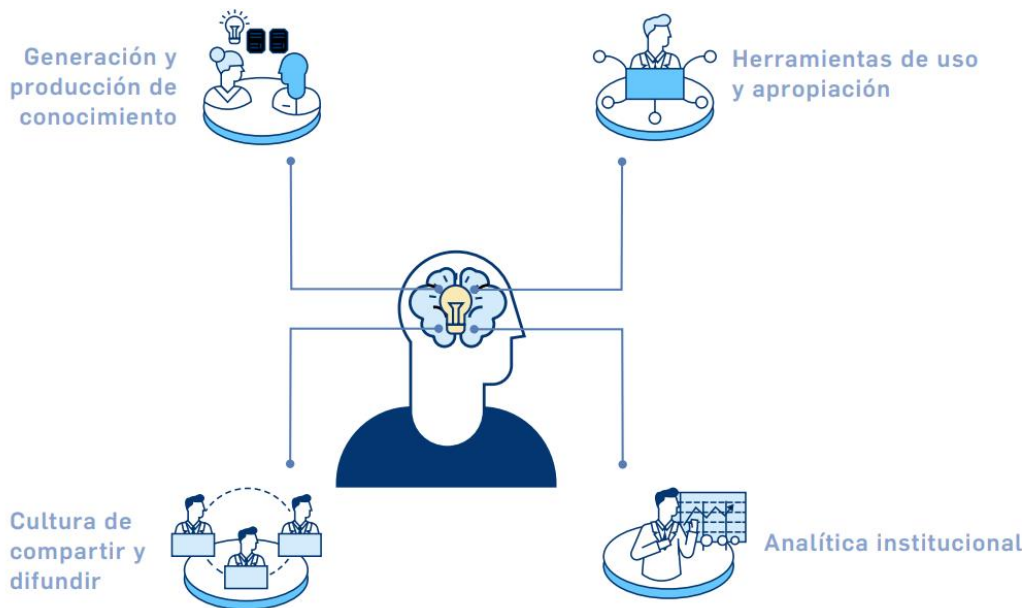 Generación y
producción de
conocimiento
Herramientas de uso
y apropiación
Cultura de
compartir y
difundir
Analítica institucional